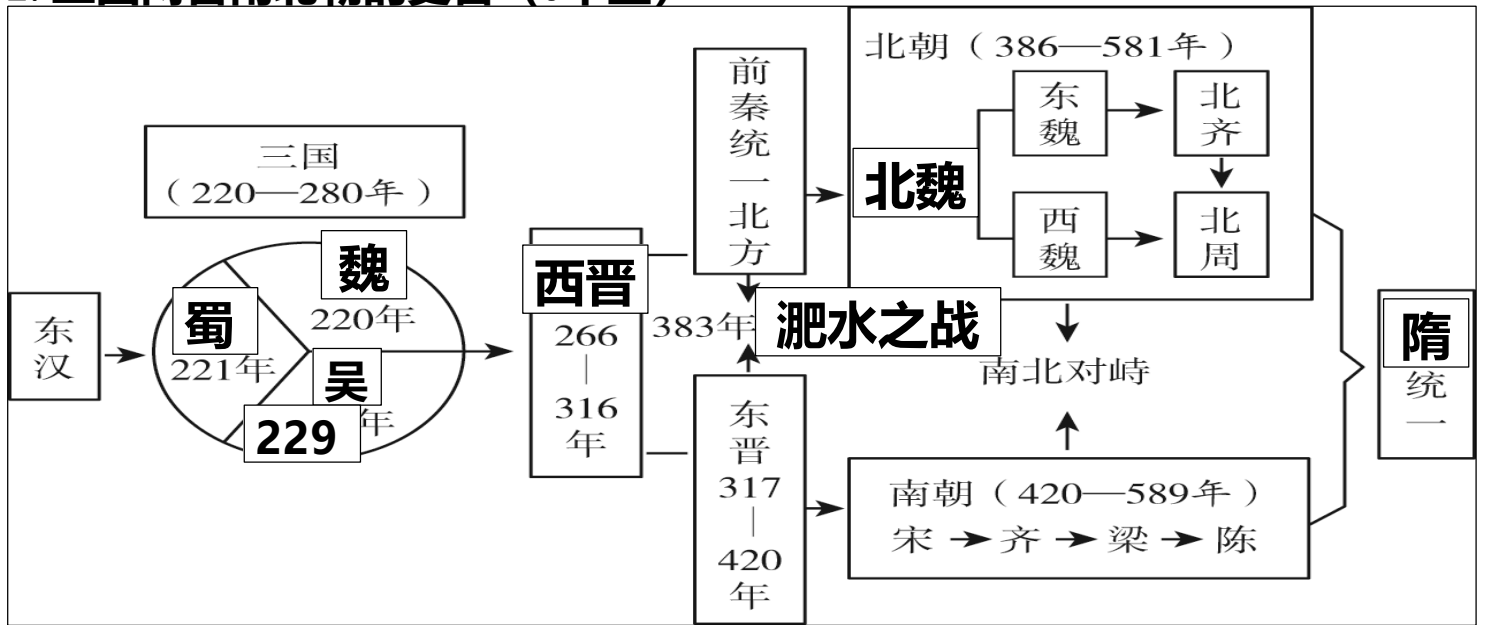 三国
（220—280年）
东汉
魏
220年
蜀
221年
吴
229
年
西晋
266
|
316
年
前秦统一北方
383年
淝水之战
东晋
317
|
420
年
北朝（386—581年）
北魏
东魏
北齐
西魏
北周
南北对峙
南朝（420—589年）
宋→齐→梁→陈
隋
统一